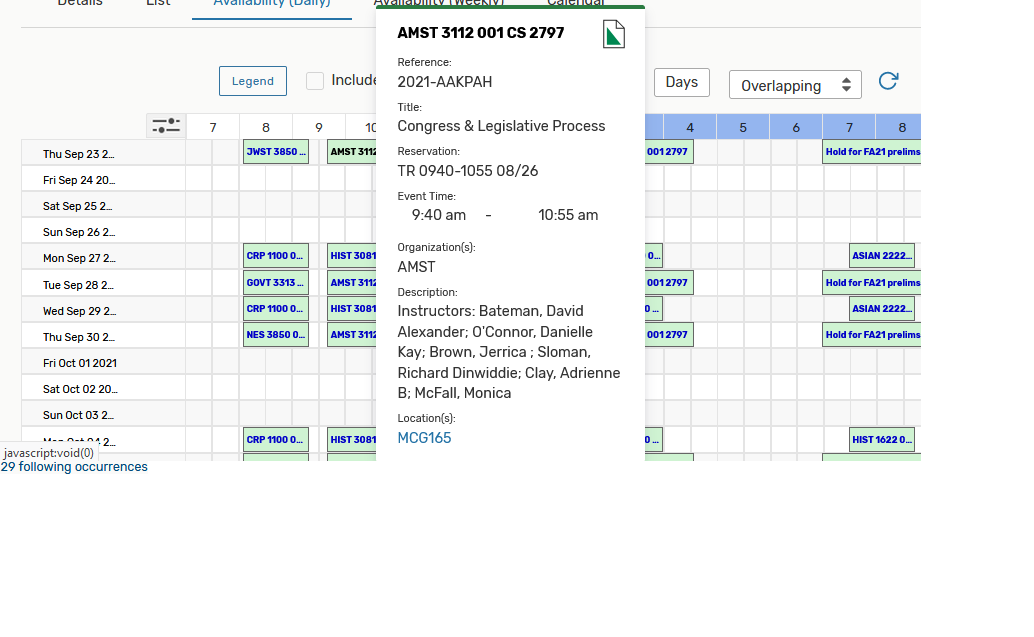 Details List Availability (Daily) Availability (Weekly) Calendar
AMST 3112 001 CS 2797
Reference:
2021-AAKPAH
Title:
Congress & Legislative Process
Reservation:
TR 0940-1055 08/26
Event Time:
9:40 am - 10:55 am
Organization(s):
AMST
Description:
Instructors: Bateman, David
Alexander; O'Connor, Danielle
Kay; Brown, Jerrica ; Sloman,
Richard Dinwiddie; Clay, Adrienne
B; McFall, Monica
Location(s):
MCG165
Legend Include Days Overlapping
7 8 9 10 4 5 6 7 8
Thu Sep 23 2... JWST 3850 ... AMST 3112 001 2797 Hold for FA21 prelims
Fri Sep 24 20...
Sat Sep 25 2...
Sun Sep 26 2...
Mon Sep 27 2... CRP 1100 0... HIST 3081 0... ASIAN 2222...
Tue Sep 28 2... GOVT 3313 ... AMST 3112 001 2797 Hold for FA21 prelims
Wed Sep 29 2... CRP 1100 0... HIST 3081 0 ... ASIAN 2222...
Thu Sep 30 2... NES 3850 0... AMST 3112 001 2797 Hold for FA21 prelims
Fri Oct 01 2021
Sat Oct 02 20...
Sun Oct 03 2...
Mon Oct 04 2... CRP 1100 0... HIST 3081 0 ... HIST 1622 0...
javascript:void(0)
29 following occurrences